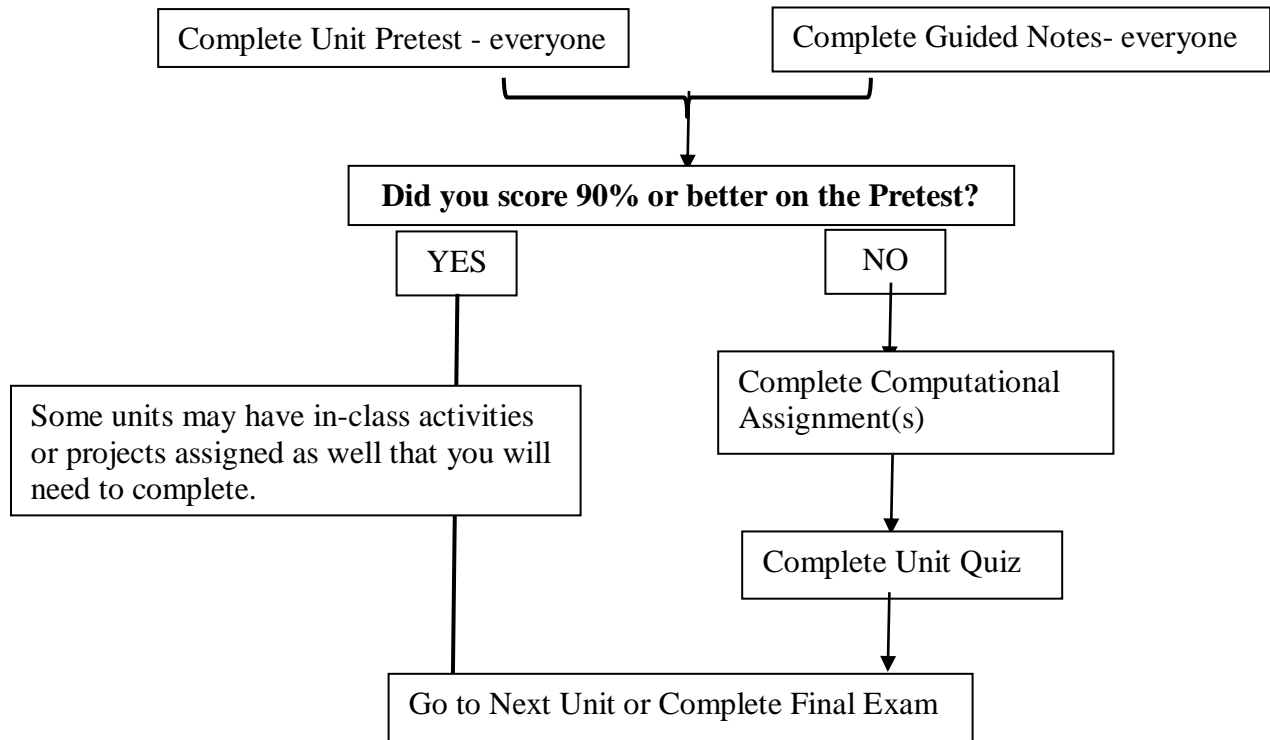 Complete Unit Pretest - everyone
Complete Guided Notes- everyone
Did you score 90% or better on the Pretest?
YES
NO
Some units may have in-class activities
or projects assigned as well that you will
need to complete.
Complete Computational
Assignment(s)
Complete Unit Quiz
Go to Next Unit or Complete Final Exam